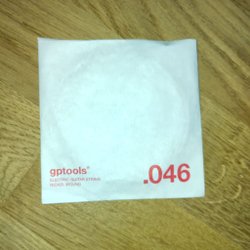 gptools®
ELECTRIC GUITAR STRING
NICKEL WOUND
.046